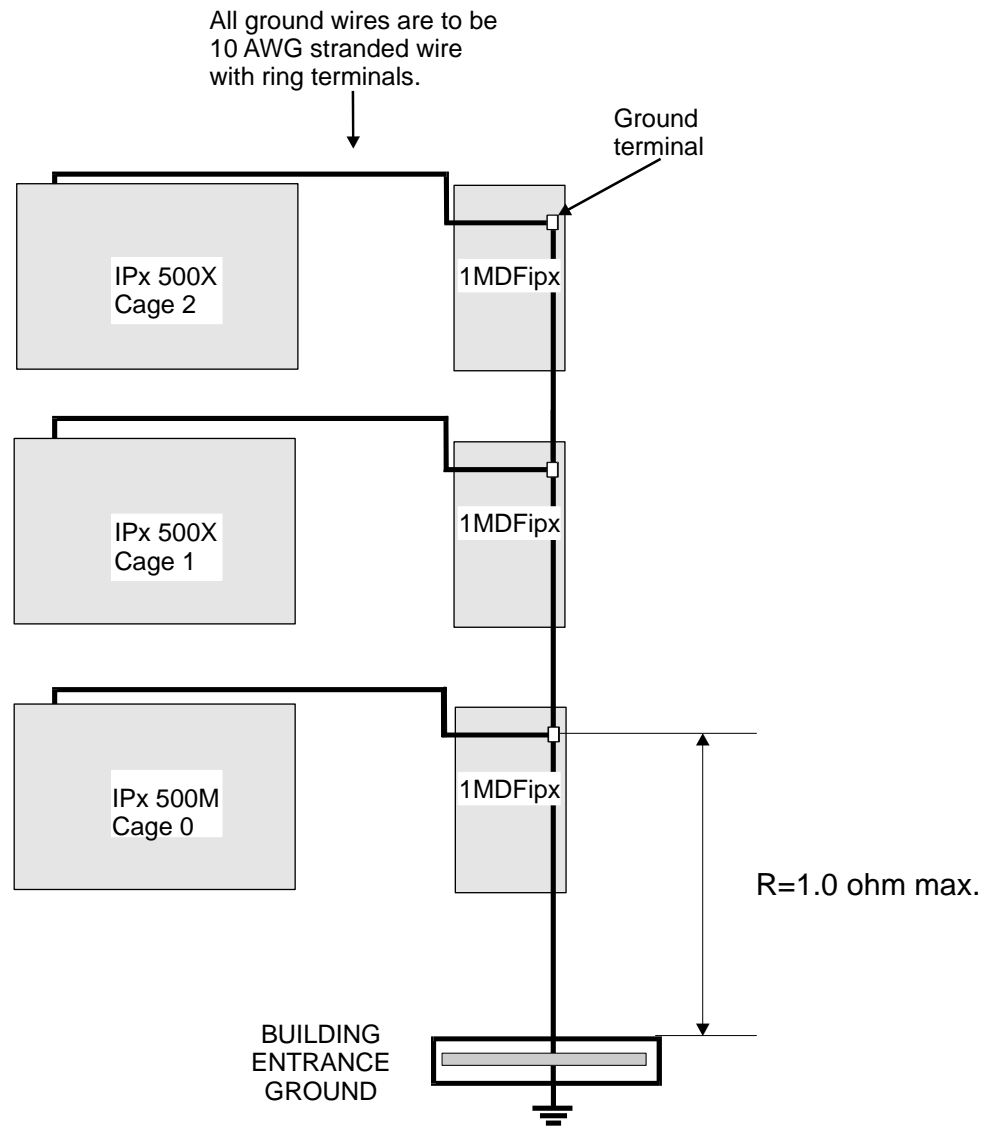 All ground wires are to be
10 AWG stranded wire
with ring terminals.
Ground
terminal
IPx 500X
Cage 2
1MDFipx
IPx 500X
Cage 1
1MDFipx
IPx 500M
Cage 0
1MDFipx
R=1.0 ohm max.
BUILDING
ENTRANCE
GROUND